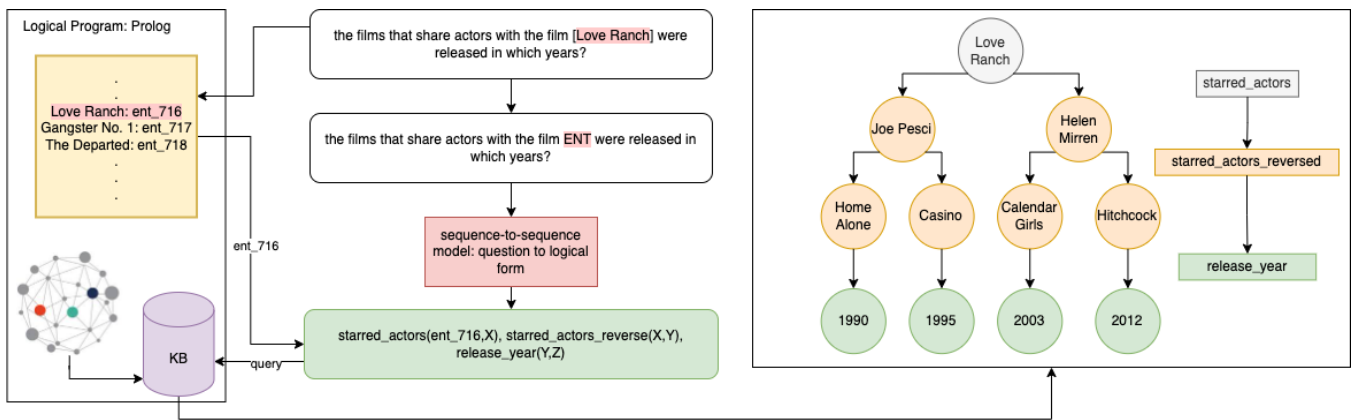 Logical Program: Prolog
.
.
Love Ranch: ent_716
Gangster No. 1: ent_717
The Departed: ent_718
.
.
.
.
KB
the films that share actors with the film [Love Ranch] were
released in which years?
the films that share actors with the film ENT were released in
which years?
sequence-to-sequence
model: question to logical
form
ent_716
starred_actors(ent_716,X), starred_actors_reverse(X,Y),
release_year(Y,Z)
query
Love
Ranch
Joe Pesci
Helen
Mirren
Home
Alone
Casino
Calendar
Girls
Hitchcock
1990
1995
2003
2012
starred_actors
starred_actors_reversed
release_year